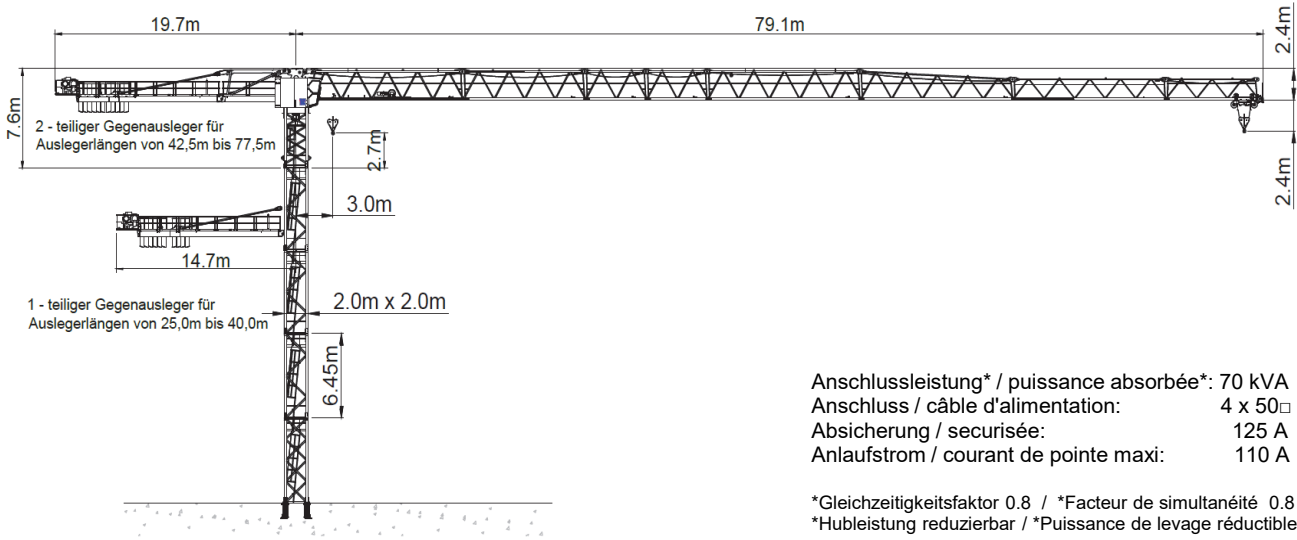 19.7m
79.1m
2.4m
7.6m
2 - teiliger Gegenausleger für
Auslegerlängen von 42,5m bis 77,5m
2.7m
2.4m
3.0m
14.7m
1 - teiliger Gegenausleger für
Auslegerlängen von 25,0m bis 40,0m
2.0m x 2.0m
6.45m
Anschlussleistung* / puissance absorbée*: 70 kVA
Anschluss / câble d'alimentation: 4 x 50□
Absicherung / securisée: 125 A
Anlaufstrom / courant de pointe maxi: 110 A
*Gleichzeitigkeitsfaktor 0.8 / *Facteur de simultanéité 0.8
*Hubleistung reduzierbar / *Puissance de levage réductible